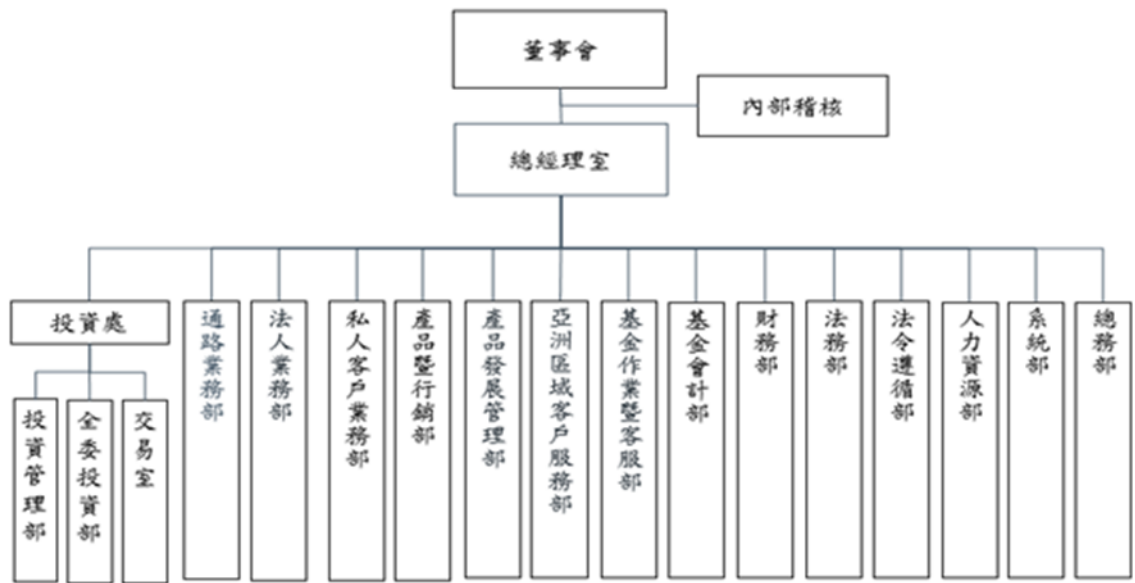 董事會
內部稽核
總經理室
投資處
投資管理部
全委投資部
交易室
通路業務部
法人業務部
私人客戶業務部
產品暨行銷部
產品發展管理部
亞洲區域客戶服務部
基金作業暨客服部
基金會計部
財務部
法務部
法令遵循部
人力資源部
系統部
總務部